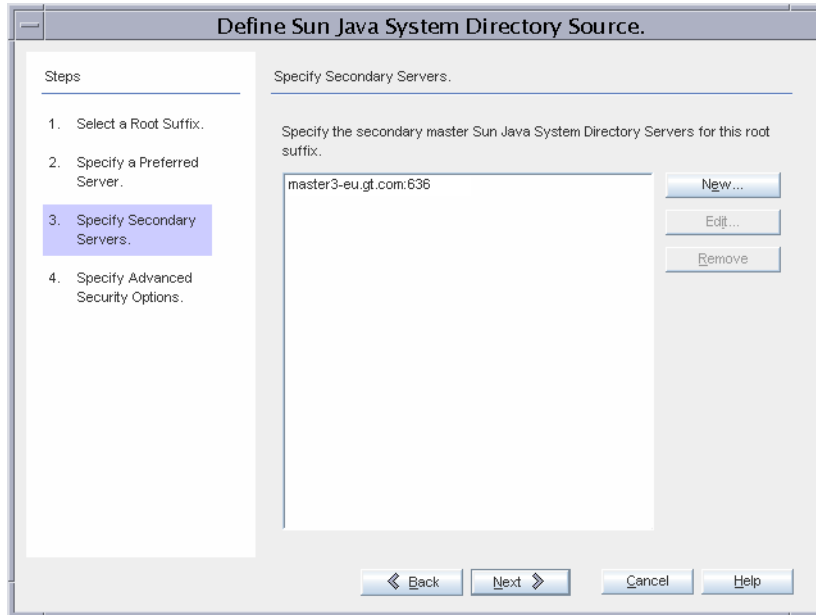 Define Sun Java System Directory Source.
Steps
1. Select a Root Suffix.
2. Specify a Preferred
Server.
3. Specify Secondary
Servers.
4. Specify Advanced
Security Options.
Specify Secondary Servers.
Specify the secondary master Sun Java System Directory Servers for this root
suffix.
master3-eu.gt.com:636
New...
Edit...
Remove
Back
Next
Cancel
Help